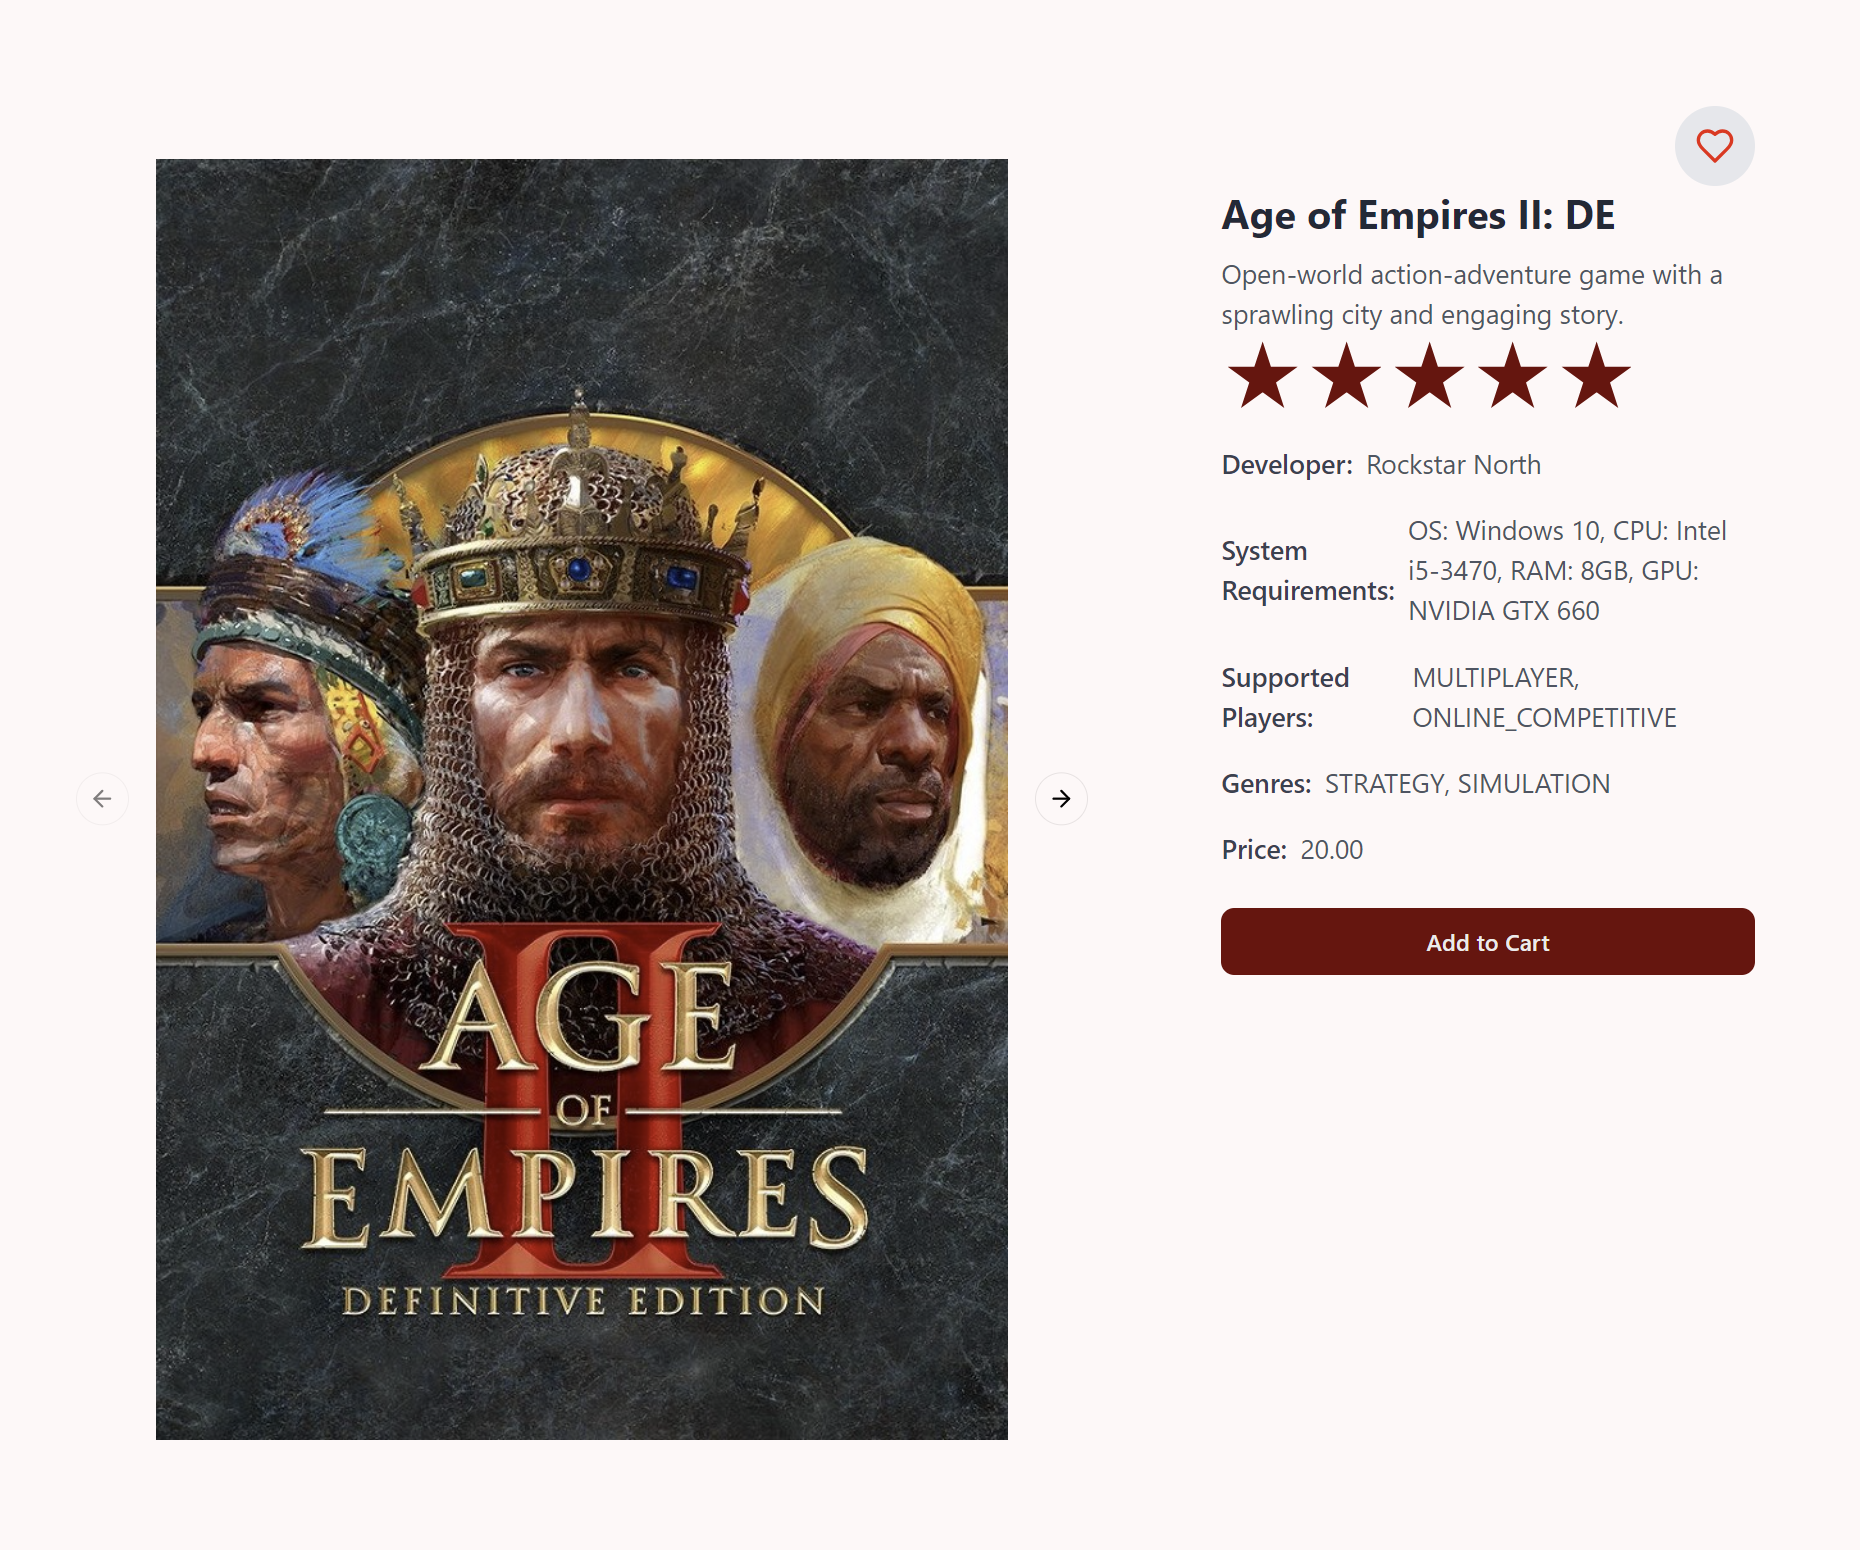 AGE
OF
EMPIRES
II
DEFINITIVE EDITION
Age of Empires II: DE
Open-world action-adventure game with a
sprawling city and engaging story.
Developer: Rockstar North
System
Requirements:
OS: Windows 10, CPU: Intel
i5-3470, RAM: 8GB, GPU:
NVIDIA GTX 660
Supported
Players:
MULTIPLAYER,
ONLINE_COMPETITIVE
Genres: STRATEGY, SIMULATION
Price: 20.00
Add to Cart